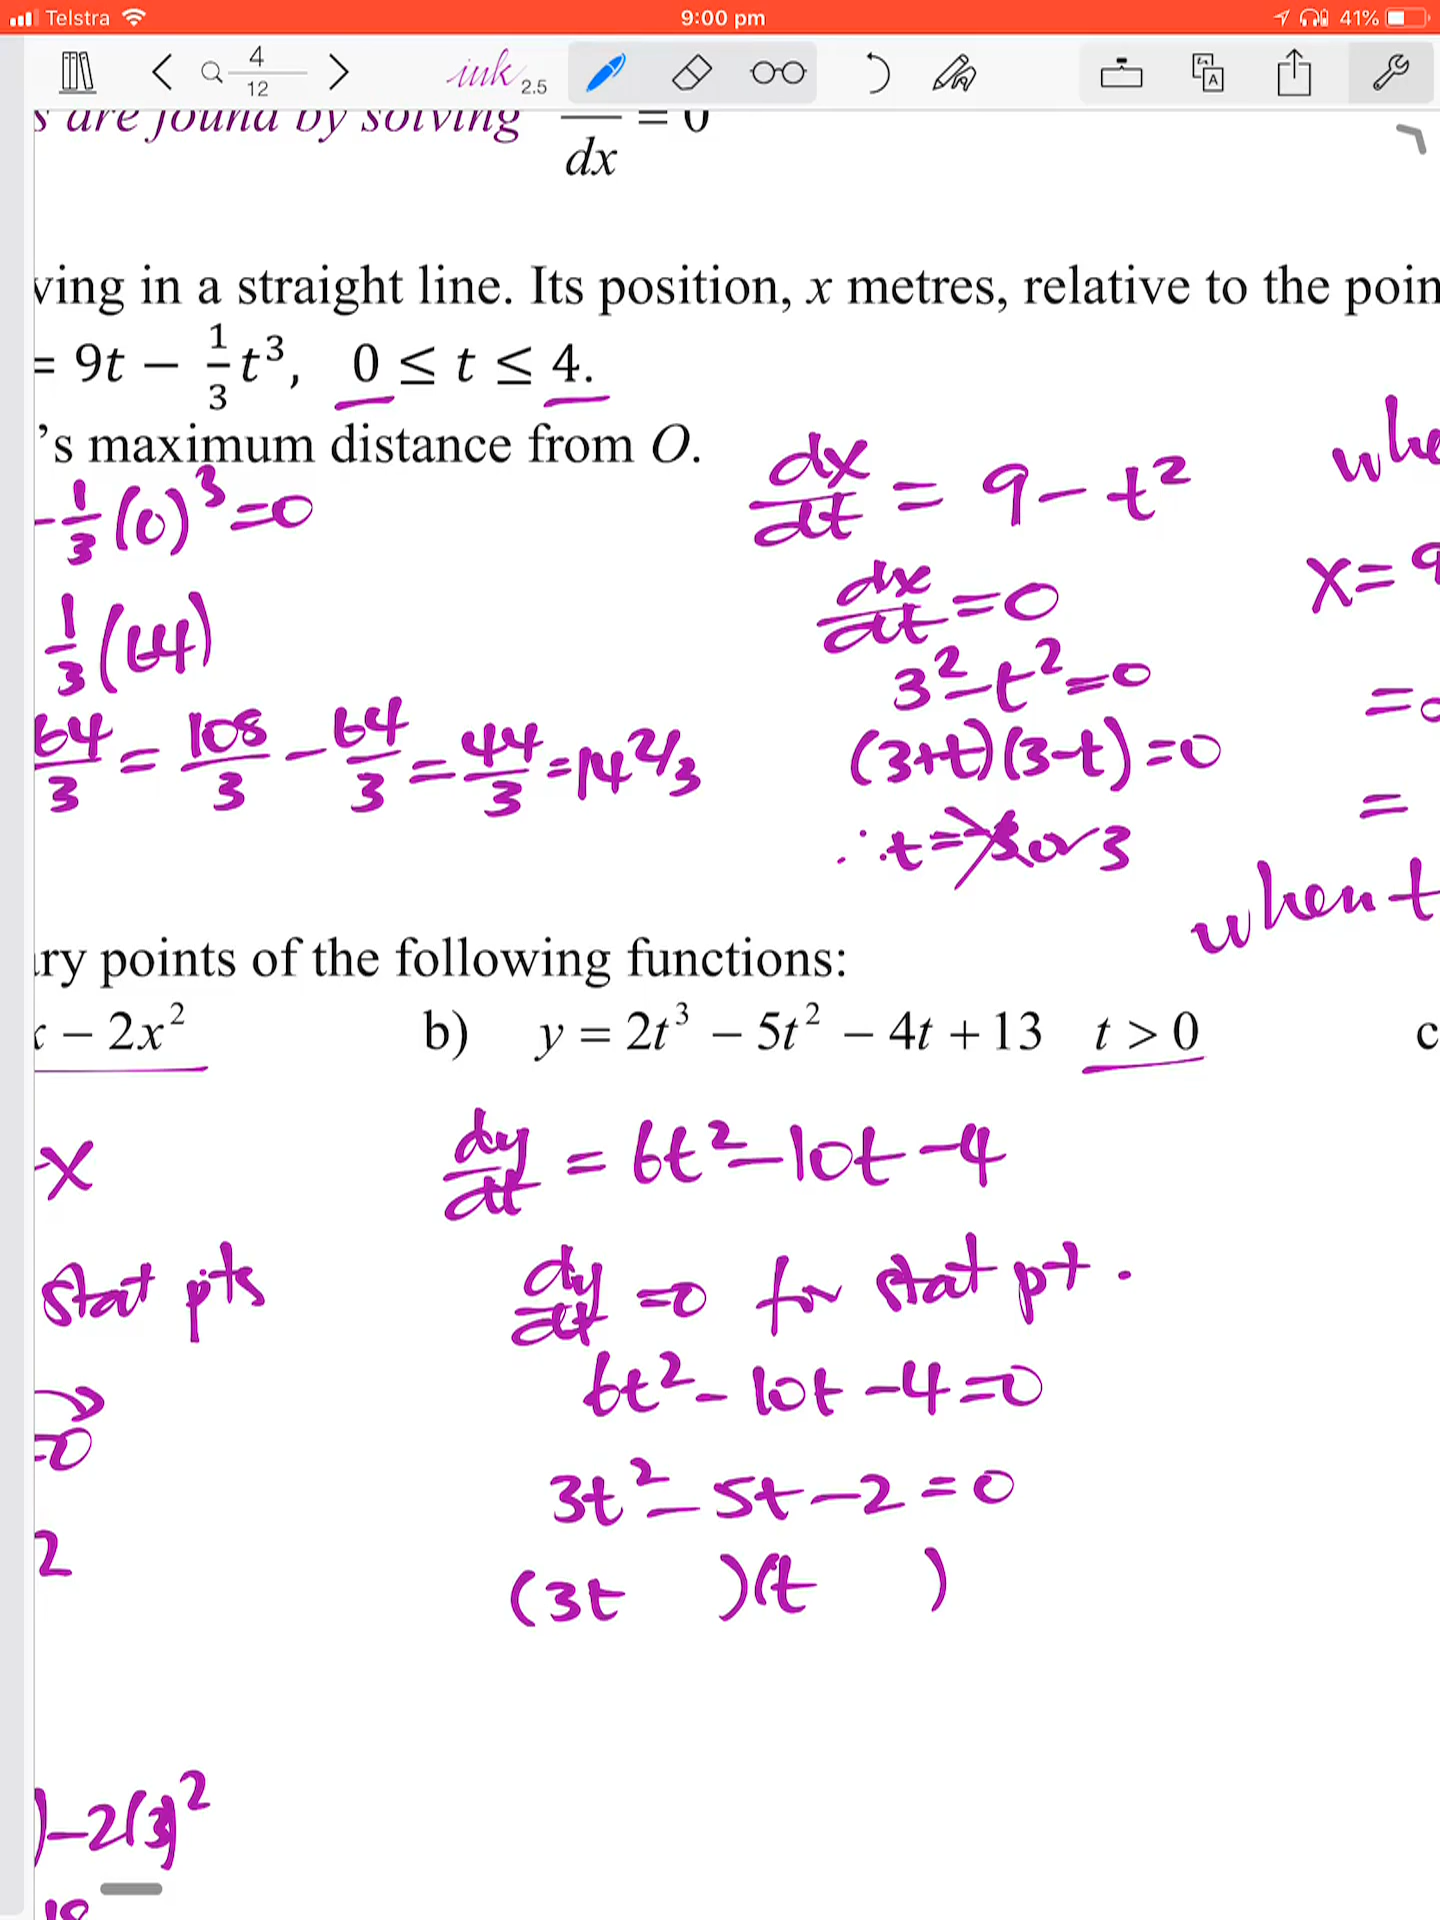 Telstra 9:00 pm 41%
4
12
ink 2.5
s are found by solving — = 0
dx
ving in a straight line. Its position, x metres, relative to the poin
= 9t − 1/3 t³, 0 ≤ t ≤ 4.
's maximum distance from O.
-1/3(0)³=0
1/3(64)
64/3 = 108/3 - 64/3 = 44/3 = 14 2/3
dx/dt = 9 - t²
dx/dt = 0
3² - t² = 0
(3+t)(3-t) = 0
∴ t = -3 or 3
whe
x = 9
=
=
when t
ry points of the following functions:
x − 2x² b) y = 2t³ − 5t² − 4t + 13 t > 0 c
-x
stat pts
=0
2
)-2(3)²
18
dy/dt = 6t² - 10t - 4
dy/dt = 0 for stat pt.
6t² - 10t - 4 = 0
3t² - 5t - 2 = 0
(3t )(t )